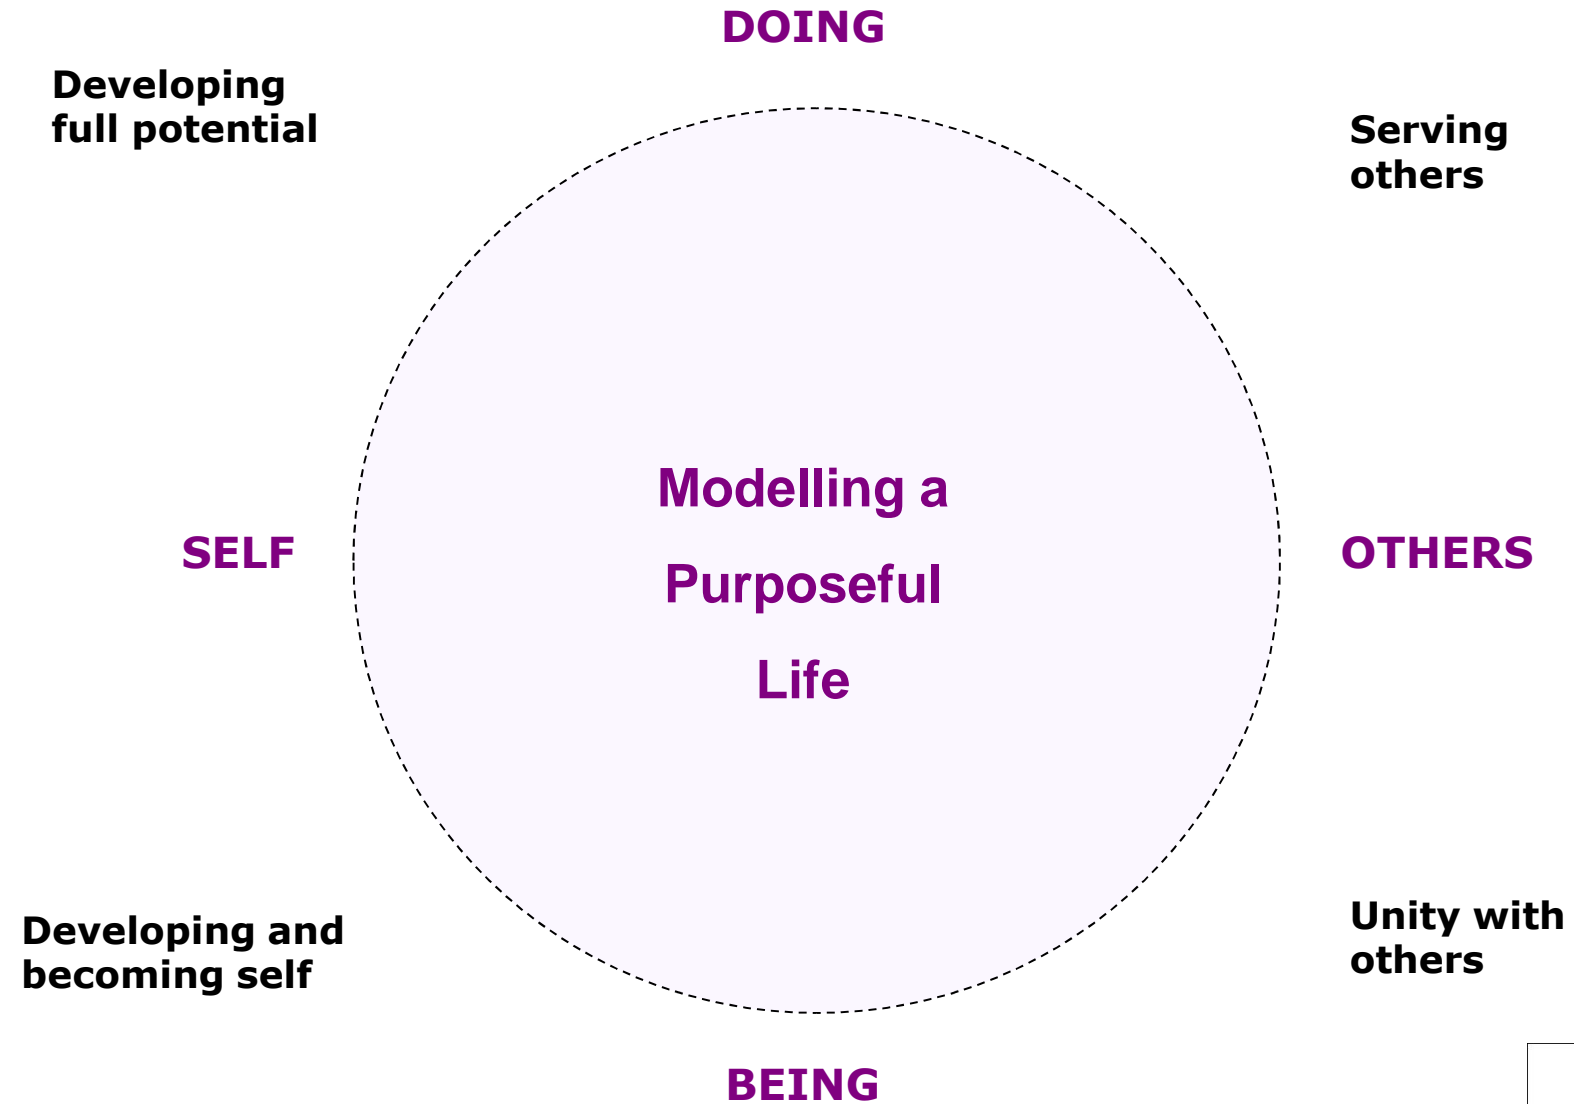 DOING
Developing
full potential
Serving
others
Modelling a
Purposeful
Life
SELF
OTHERS
Developing and
becoming self
Unity with
others
BEING